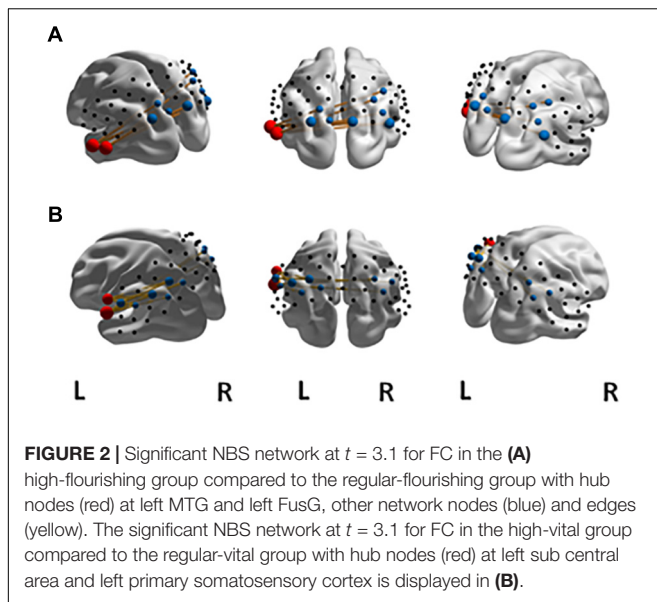 A
B
L R L R L R
FIGURE 2 | Significant NBS network at t = 3.1 for FC in the (A)
high-flourishing group compared to the regular-flourishing group with hub
nodes (red) at left MTG and left FusG, other network nodes (blue) and edges
(yellow). The significant NBS network at t = 3.1 for FC in the high-vital group
compared to the regular-vital group with hub nodes (red) at left sub central
area and left primary somatosensory cortex is displayed in (B).